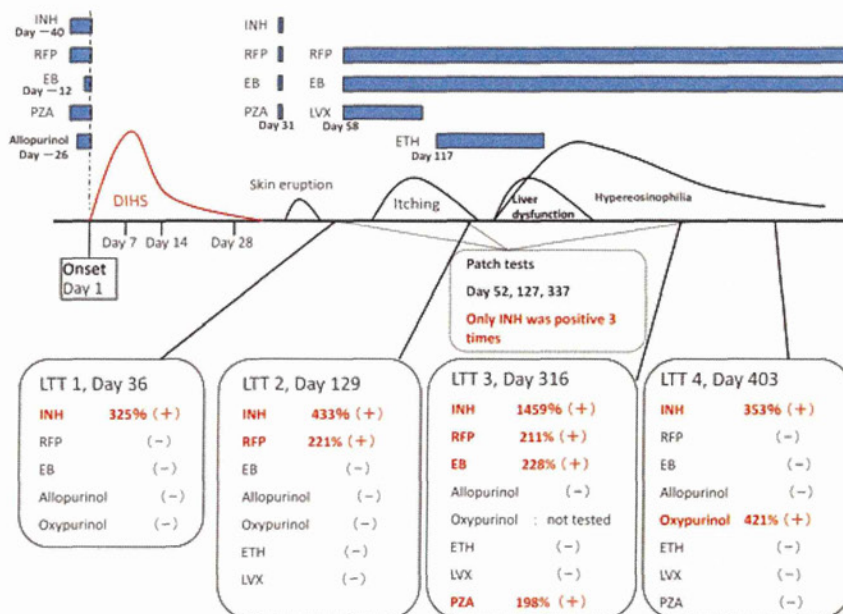 INH
Day −40
RFP
EB
Day −12
PZA
Allopurinol
Day −26
INH
RFP
EB
PZA
Day 31
RFP
EB
LVX
Day 58
ETH
Day 117
DIHS
Skin eruption
Itching
Liver
dysfunction
Hypereosinophilia
Day 7
Day 14
Day 28
Onset
Day 1
Patch tests
Day 52, 127, 337
Only INH was positive 3
times
LTT 1, Day 36
INH 325% (+)
RFP (−)
EB (−)
Allopurinol (−)
Oxypurinol (−)
LTT 2, Day 129
INH 433% (+)
RFP 221% (+)
EB (−)
Allopurinol (−)
Oxypurinol (−)
ETH (−)
LVX (−)
LTT 3, Day 316
INH 1459% (+)
RFP 211% (+)
EB 228% (+)
Allopurinol (−)
Oxypurinol : not tested
ETH (−)
LVX (−)
PZA 198% (+)
LTT 4, Day 403
INH 353% (+)
RFP (−)
EB (−)
Allopurinol (−)
Oxypurinol 421% (+)
ETH (−)
LVX (−)
PZA (−)